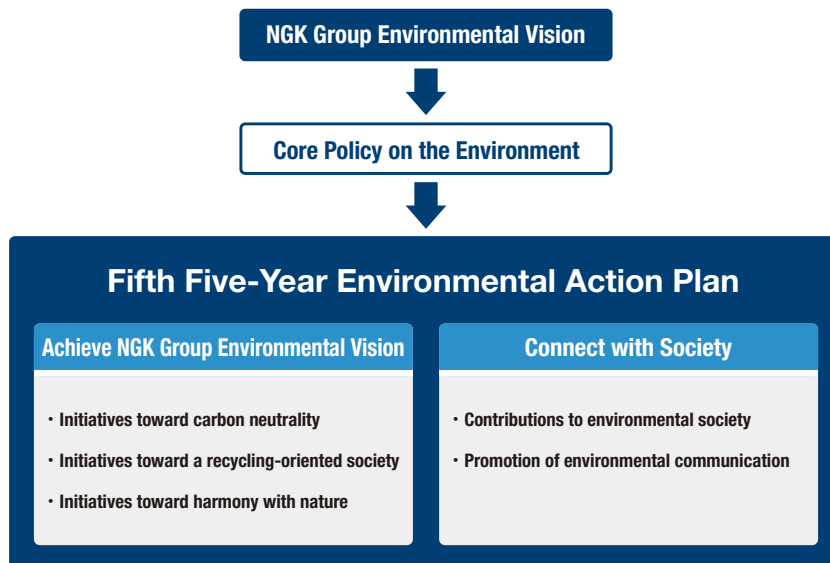 NGK Group Environmental Vision
Core Policy on the Environment
Fifth Five-Year Environmental Action Plan
Achieve NGK Group Environmental Vision
・Initiatives toward carbon neutrality
・Initiatives toward a recycling-oriented society
・Initiatives toward harmony with nature
Connect with Society
・Contributions to environmental society
・Promotion of environmental communication